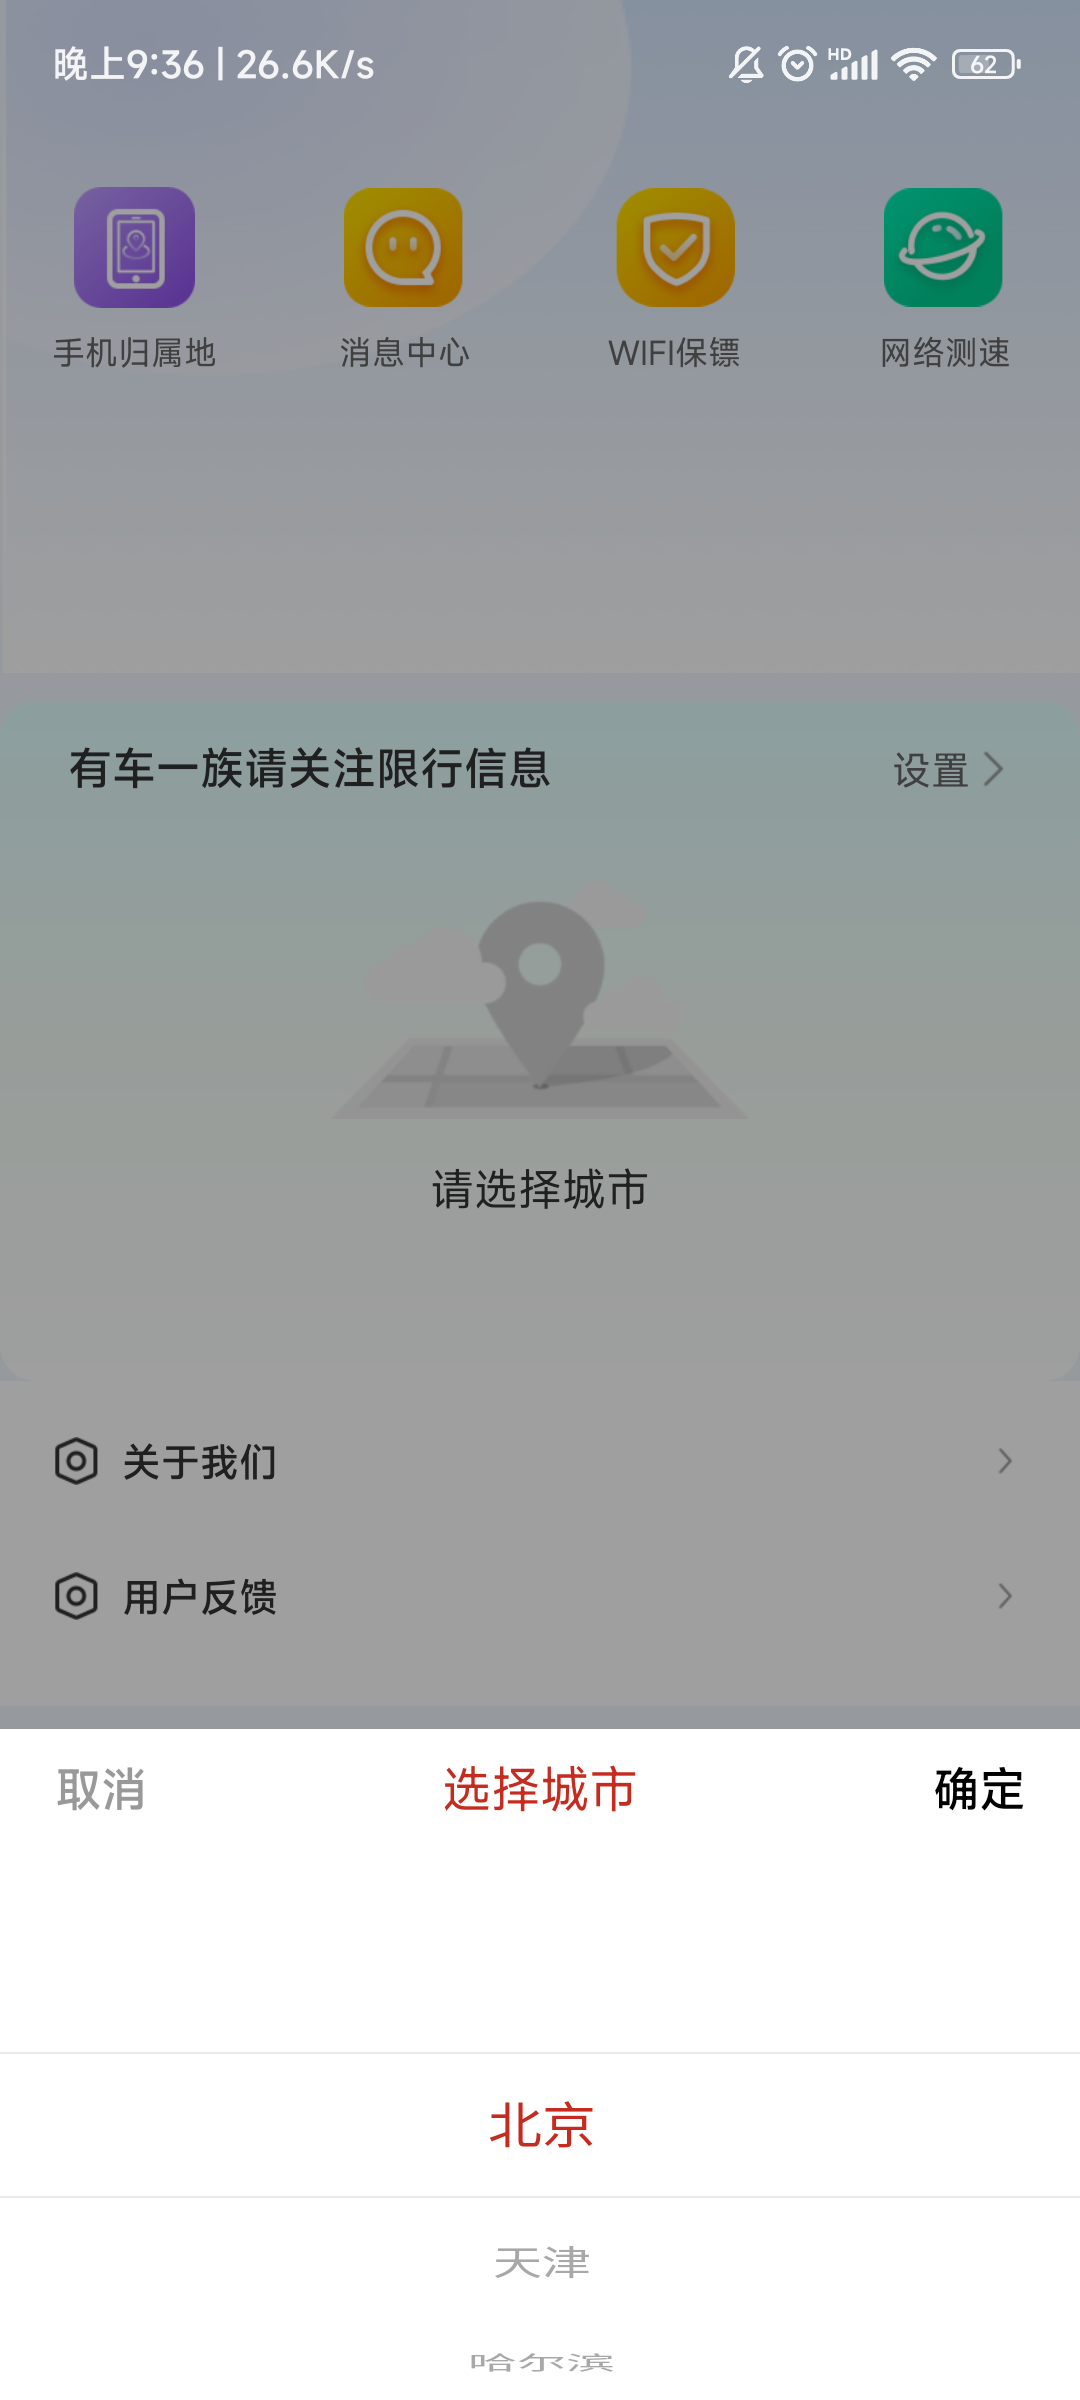 晚上9:36 | 26.6K/s
HD
62
手机归属地
消息中心
WIFI保镖
网络测速
有车一族请关注限行信息
设置
请选择城市
关于我们
用户反馈
取消
选择城市
确定
北京
天津
哈尔滨